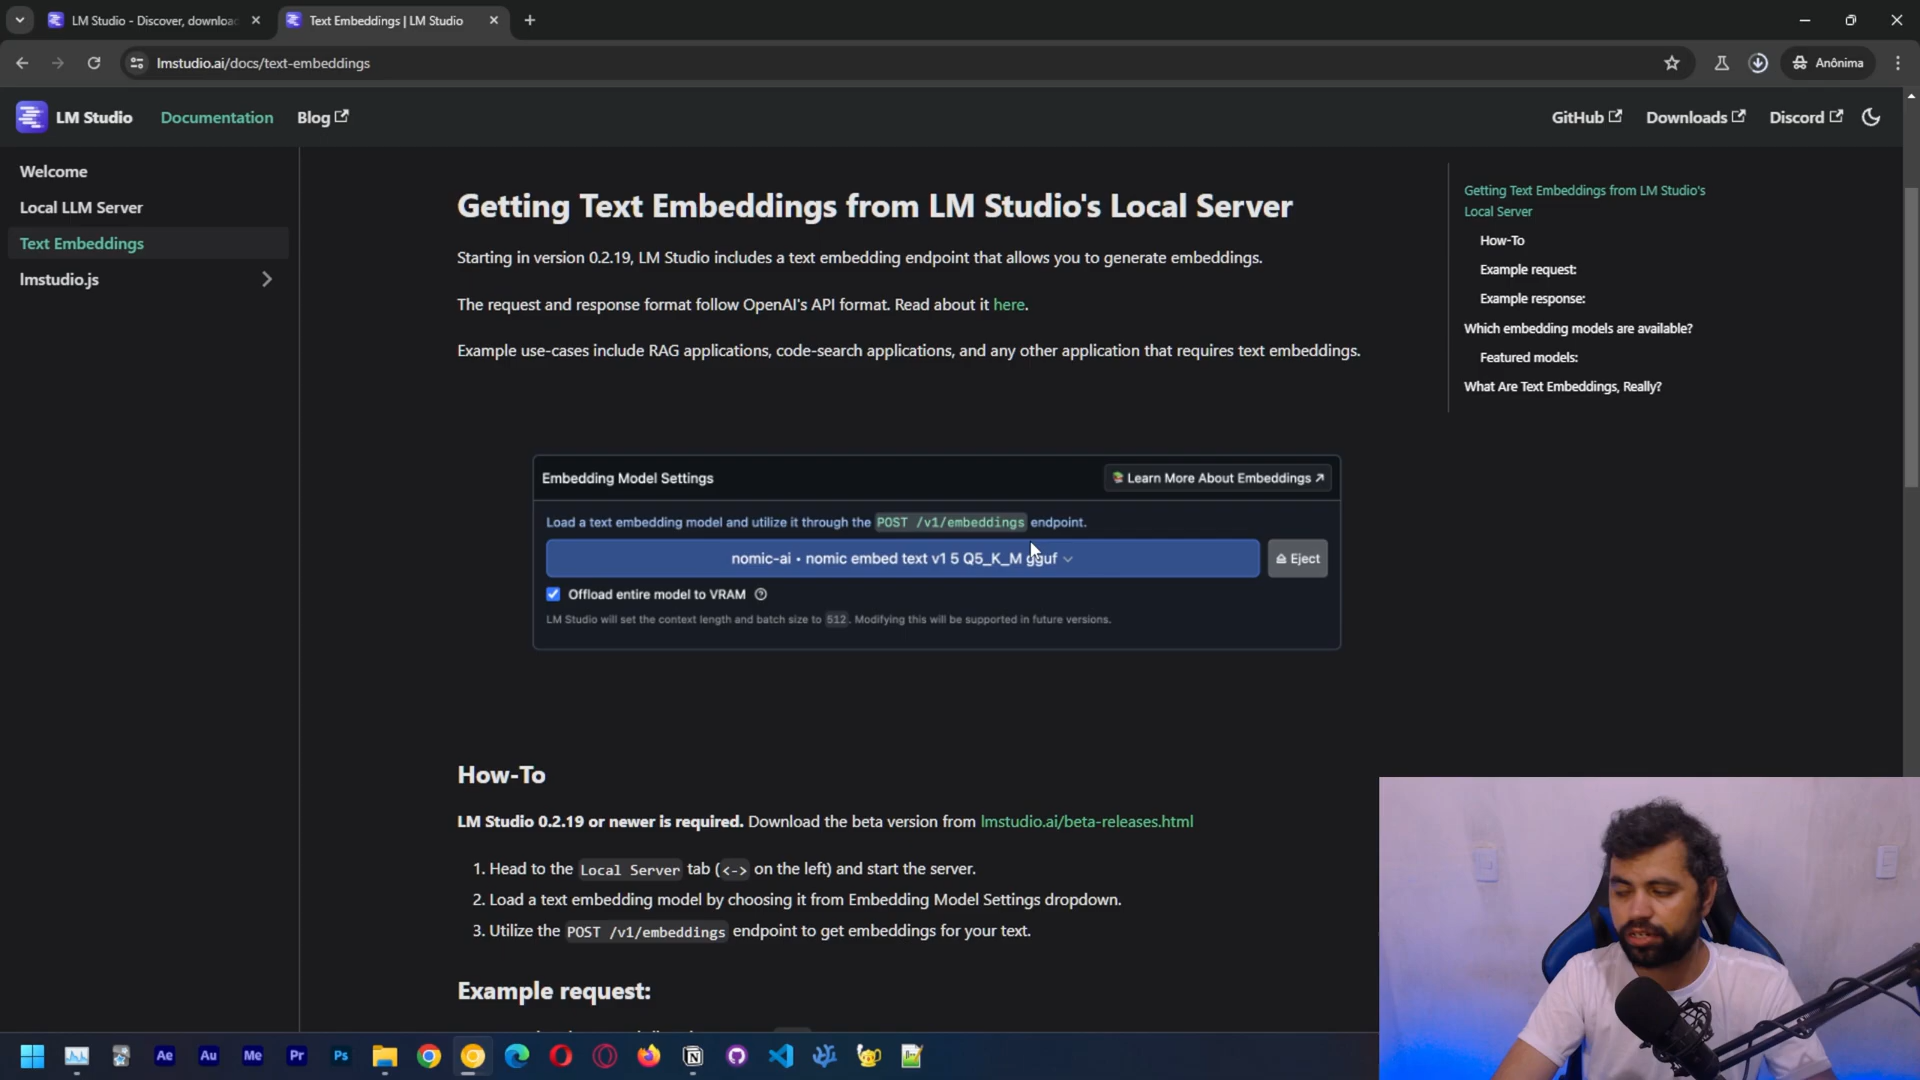 LM Studio - Discover, downloa
Text Embeddings | LM Studio
lmstudio.ai/docs/text-embeddings
Anônima
LM Studio
Documentation
Blog
GitHub
Downloads
Discord
Welcome
Local LLM Server
Text Embeddings
lmstudio.js
Getting Text Embeddings from LM Studio's Local Server
Starting in version 0.2.19, LM Studio includes a text embedding endpoint that allows you to generate embeddings.
The request and response format follow OpenAI's API format. Read about it here.
Example use-cases include RAG applications, code-search applications, and any other application that requires text embeddings.
Embedding Model Settings
Learn More About Embeddings ↗
Load a text embedding model and utilize it through the POST /v1/embeddings endpoint.
nomic-ai • nomic embed text v1 5 Q5_K_M gguf
Eject
Offload entire model to VRAM
LM Studio will set the context length and batch size to 512. Modifying this will be supported in future versions.
How-To
LM Studio 0.2.19 or newer is required. Download the beta version from lmstudio.ai/beta-releases.html
1. Head to the Local Server tab (<-> on the left) and start the server.
2. Load a text embedding model by choosing it from Embedding Model Settings dropdown.
3. Utilize the POST /v1/embeddings endpoint to get embeddings for your text.
Example request:
Getting Text Embeddings from LM Studio's
Local Server
How-To
Example request:
Example response:
Which embedding models are available?
Featured models:
What Are Text Embeddings, Really?
Ae
Au
Me
Pr
Ps